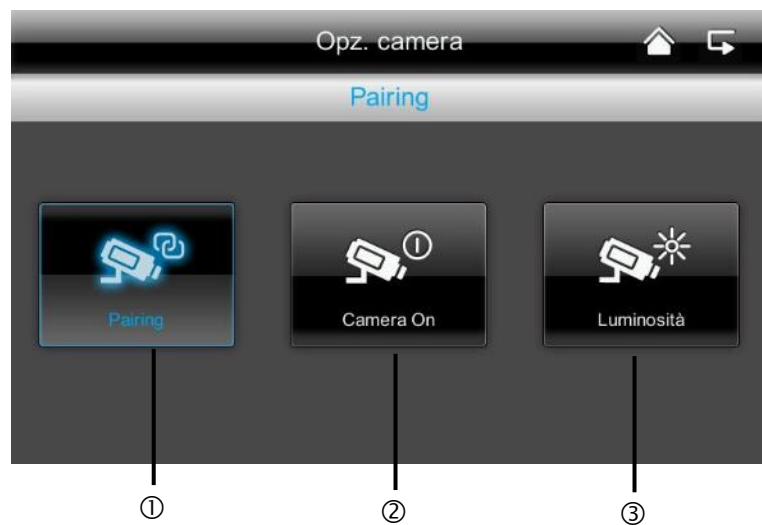 Opz. camera
Pairing
Pairing
Camera On
Luminosità
① ② ③